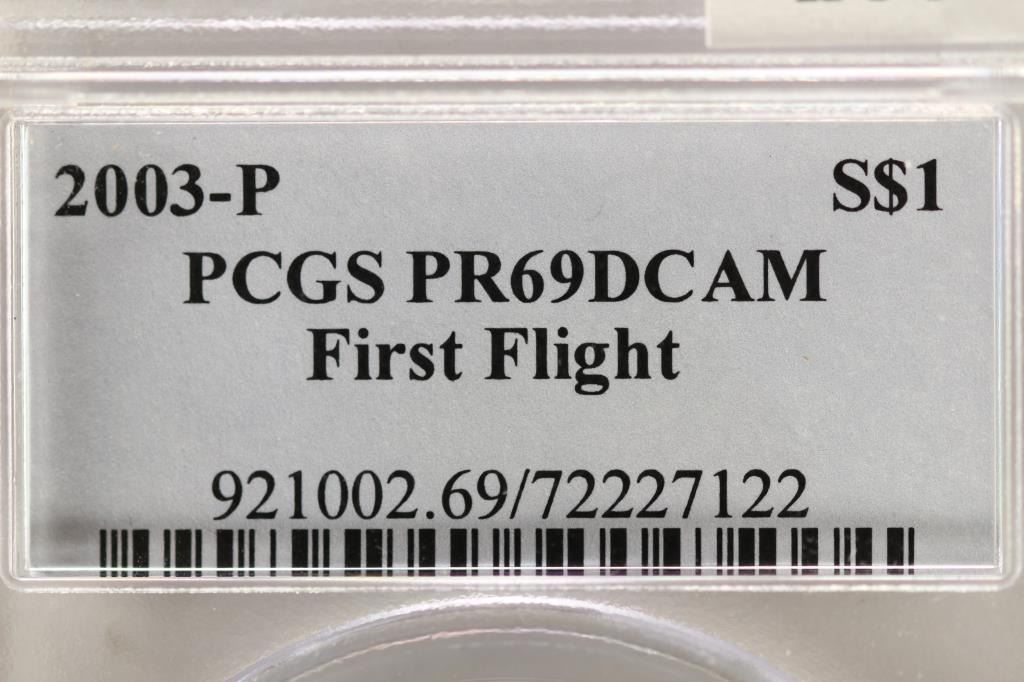 2003-P S$1
PCGS PR69DCAM
First Flight
921002.69/72227122